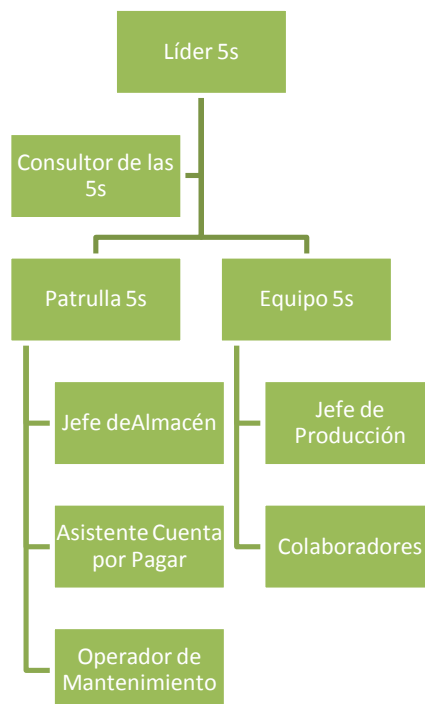 Líder 5s
Consultor de las
5s
Patrulla 5s
Equipo 5s
Jefe deAlmacén
Jefe de
Producción
Asistente Cuenta
por Pagar
Colaboradores
Operador de
Mantenimiento